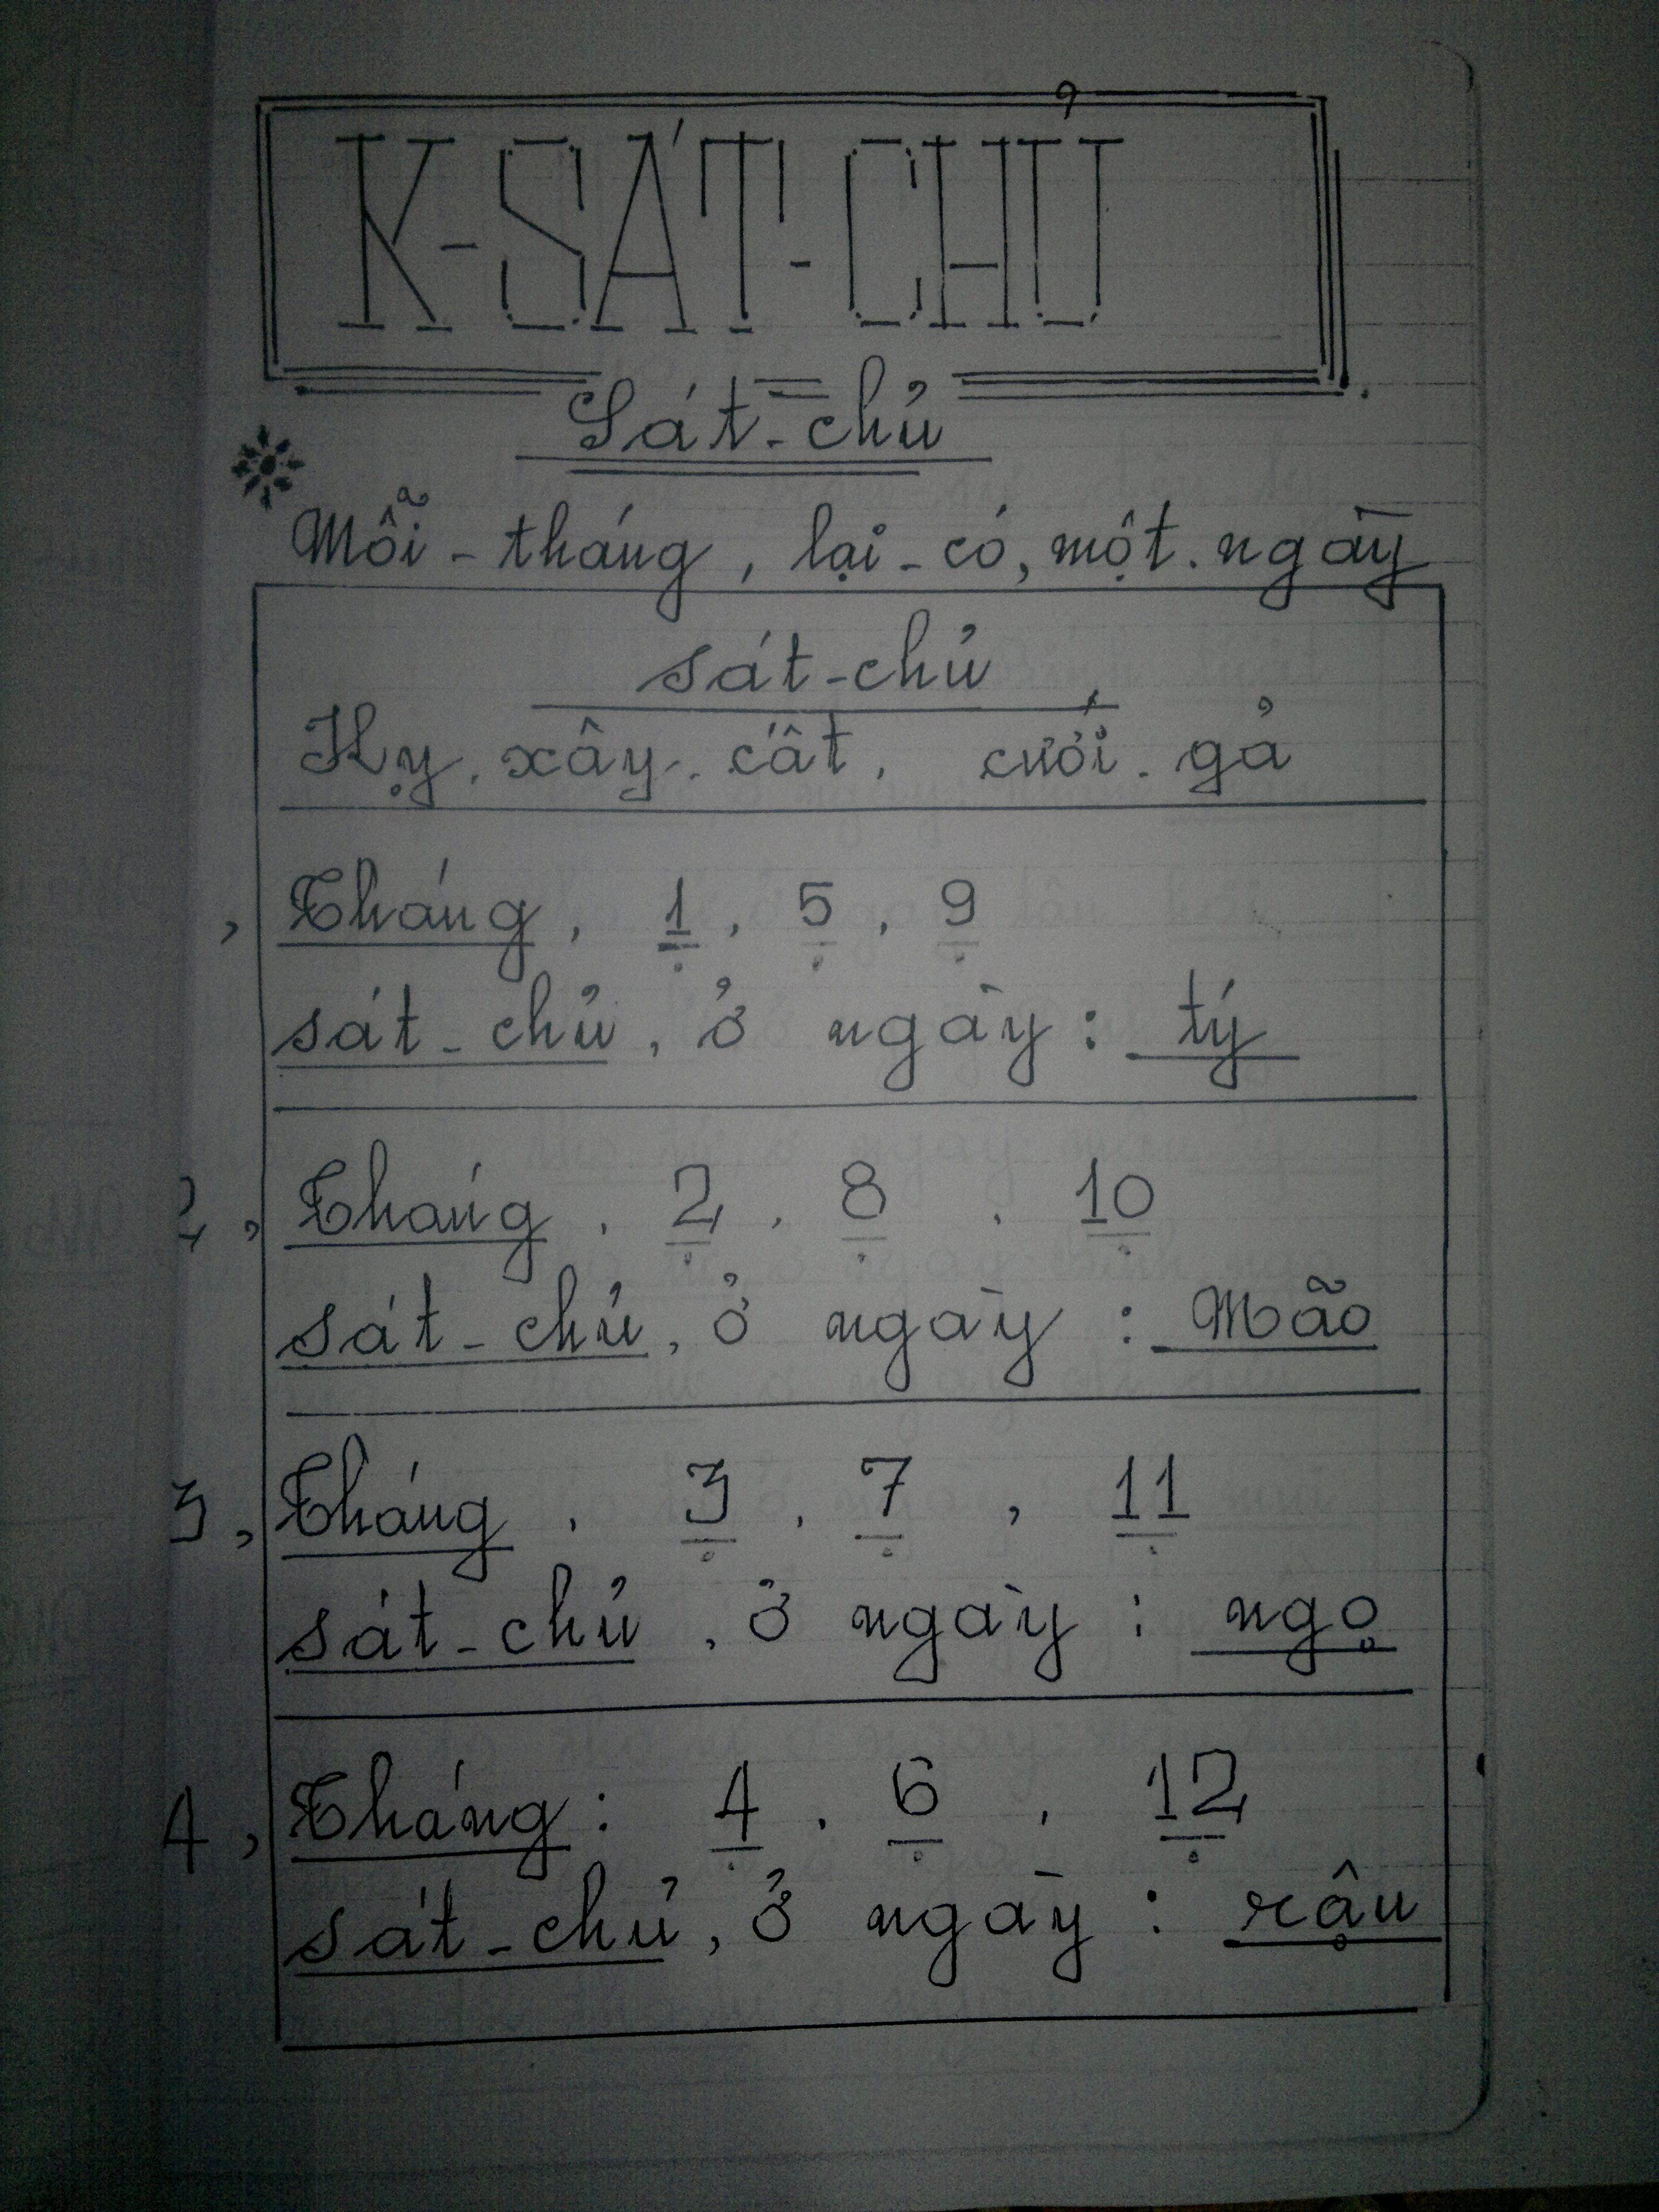 K-SÁT-CHỦ
Sát-chủ
Mỗi-tháng, lại-có, một. ngày
sát-chủ
Kỵ. xây. cất, cưới. gả
, Tháng, 1, 5, 9
sát-chủ, ở ngày: tý
2, Tháng. 2, 8. 10
sát-chủ, ở ngày: Mão
3, Tháng. 3. 7, 11
sát-chủ, ở ngày: ngọ
4, Tháng: 4. 6. 12
sát-chủ, ở ngày: rậu